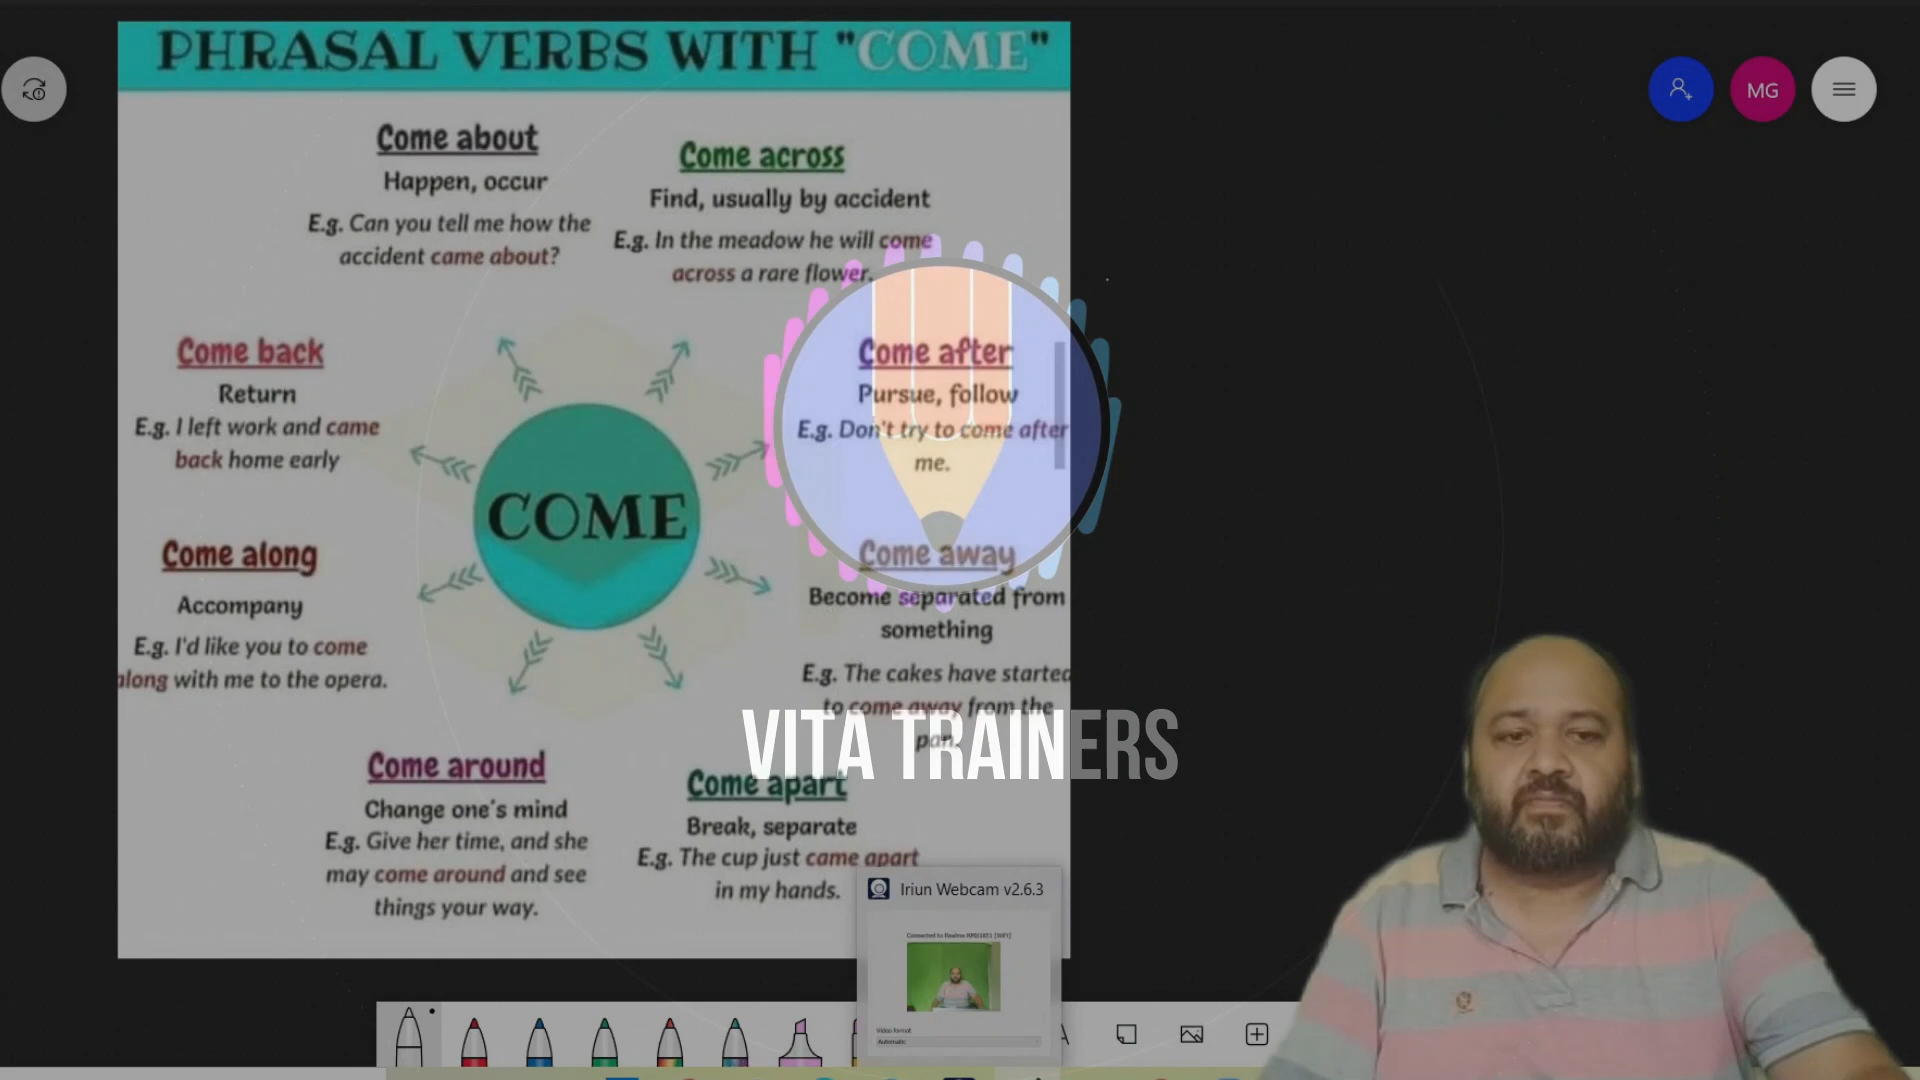 PHRASAL VERBS WITH "COME"
MG
Come about
Happen, occur
E.g. Can you tell me how the
accident came about?
Come across
Find, usually by accident
E.g. In the meadow he will come
across a rare flower.
Come back
Return
E.g. I left work and came
back home early
Come after
Pursue, follow
E.g. Don't try to come after
me.
COME
Come along
Accompany
E.g. I'd like you to come
along with me to the opera.
Come away
Become separated from
something
E.g. The cakes have started
to come away from the
pan.
VITA TRAINERS
Come around
Change one's mind
E.g. Give her time, and she
may come around and see
things your way.
Come apart
Break, separate
E.g. The cup just came apart
in my hands.
Iriun Webcam v2.6.3
Video format
Automatic